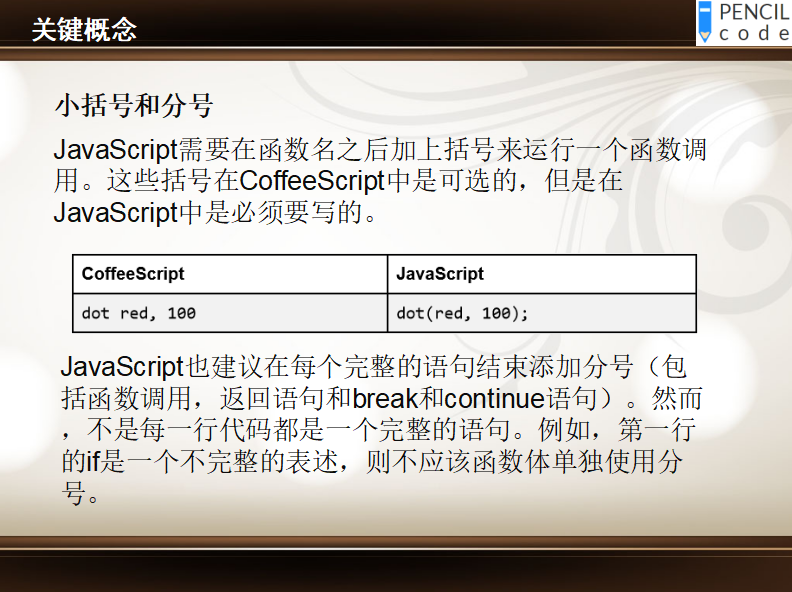 关键概念
PENCIL
code
小括号和分号
JavaScript需要在函数名之后加上括号来运行一个函数调
用。这些括号在CoffeeScript中是可选的，但是在
JavaScript中是必须要写的。
CoffeeScript JavaScript
dot red, 100 dot(red, 100);
JavaScript也建议在每个完整的语句结束添加分号（包
括函数调用，返回语句和break和continue语句）。然而
，不是每一行代码都是一个完整的语句。例如，第一行
的if是一个不完整的表述，则不应该函数体单独使用分
号。